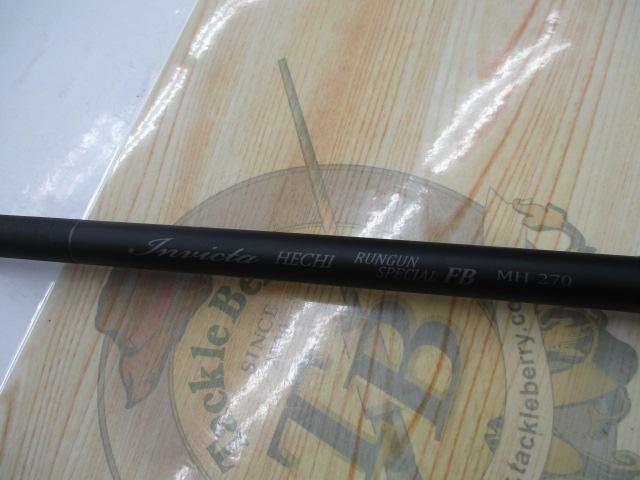 Invicta HECHI RUNGUN SPECIAL FB MH 270
Tackle Be
SINCE
TB
.tackleberry.co